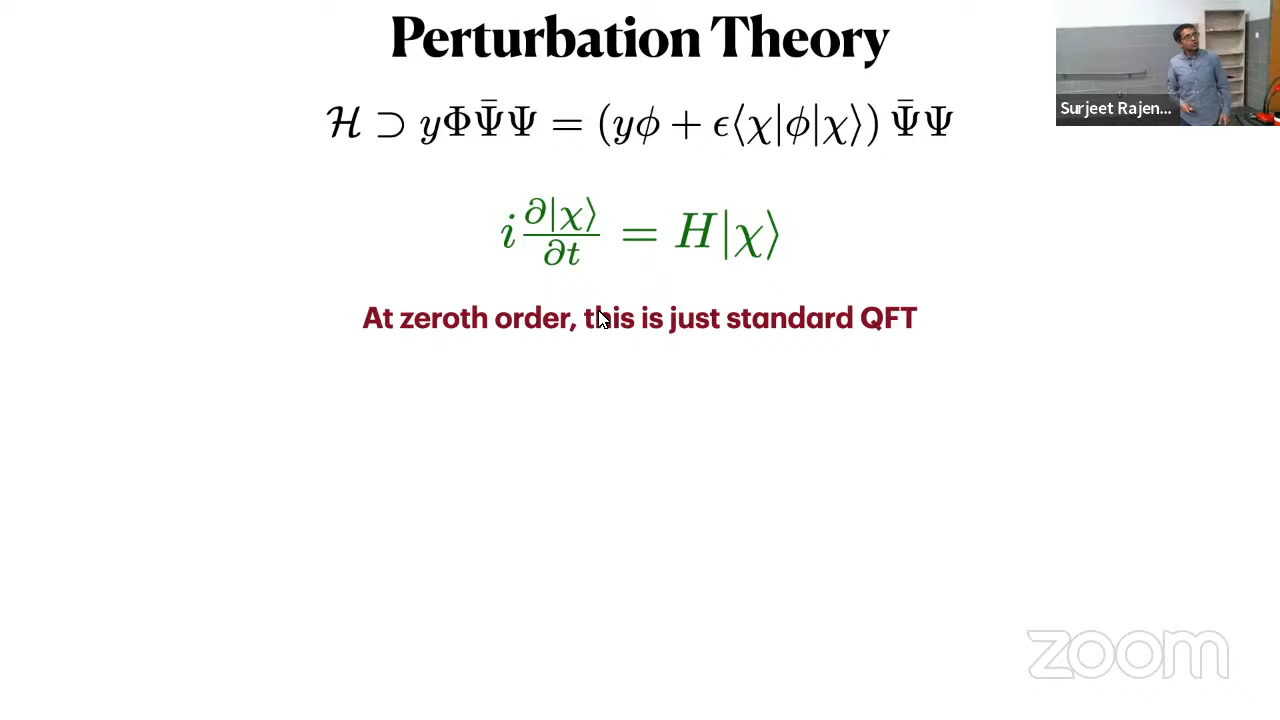 Perturbation Theory
Surjeet Rajen...
ℋ ⊃ yΦΨ̄Ψ = (yϕ + ϵ⟨χ|ϕ|χ⟩) Ψ̄Ψ
i ∂|χ⟩/∂t = H|χ⟩
At zeroth order, this is just standard QFT
zoom